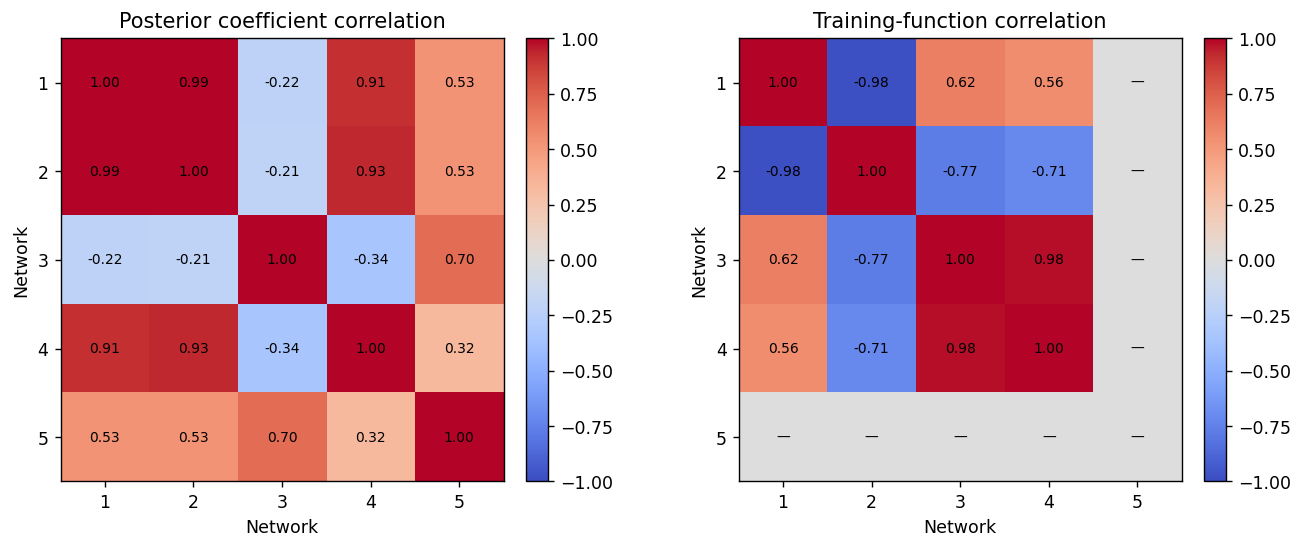 Posterior coefficient correlation
1 1.00 0.99 -0.22 0.91 0.53
2 0.99 1.00 -0.21 0.93 0.53
3 -0.22 -0.21 1.00 -0.34 0.70
4 0.91 0.93 -0.34 1.00 0.32
5 0.53 0.53 0.70 0.32 1.00
1 2 3 4 5
Network
Network
1.00
0.75
0.50
0.25
0.00
−0.25
−0.50
−0.75
−1.00
Training-function correlation
1 1.00 -0.98 0.62 0.56 —
2 -0.98 1.00 -0.77 -0.71 —
3 0.62 -0.77 1.00 0.98 —
4 0.56 -0.71 0.98 1.00 —
5 — — — — —
1 2 3 4 5
Network
Network
1.00
0.75
0.50
0.25
0.00
−0.25
−0.50
−0.75
−1.00